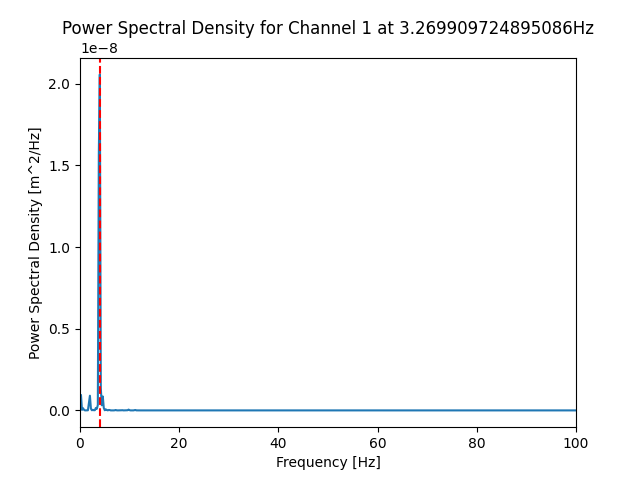 Power Spectral Density for Channel 1 at 3.269909724895086Hz
1e−8
2.0
1.5
1.0
0.5
0.0
Power Spectral Density [m^2/Hz]
0 20 40 60 80 100
Frequency [Hz]